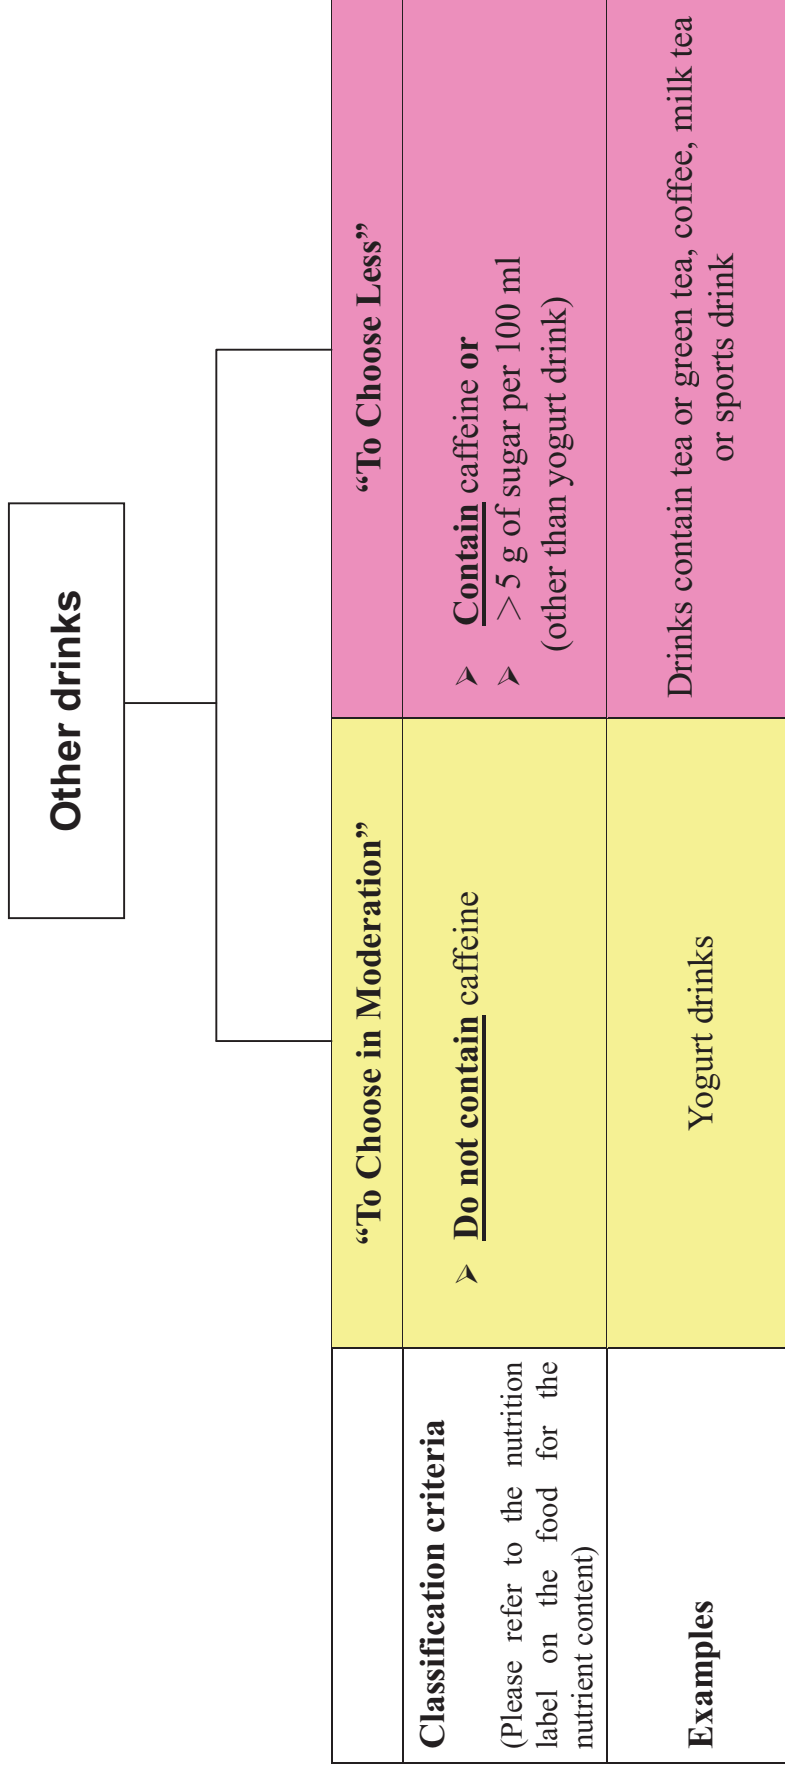 Other drinks
“To Choose in Moderation”
“To Choose Less”
Classification criteria
(Please refer to the nutrition
label on the food for the
nutrient content)
➢ Do not contain caffeine
➢ Contain caffeine or
➢ >5 g of sugar per 100 ml
(other than yogurt drink)
Examples
Yogurt drinks
Drinks contain tea or green tea, coffee, milk tea
or sports drink